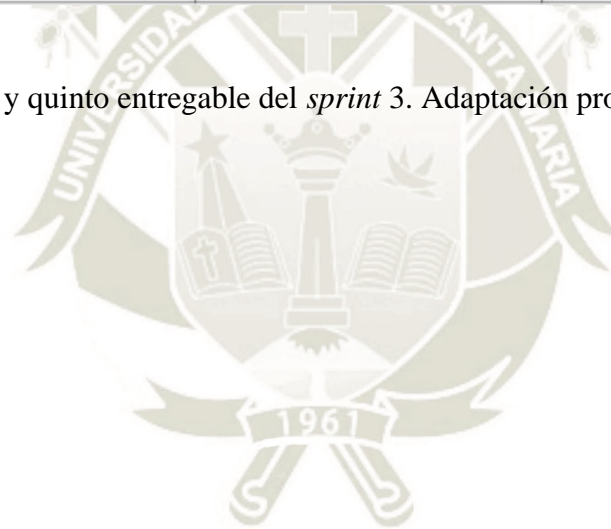 y quinto entregable del sprint 3. Adaptación pro
UNIVERSIDAD
SANTA MARIA
1961